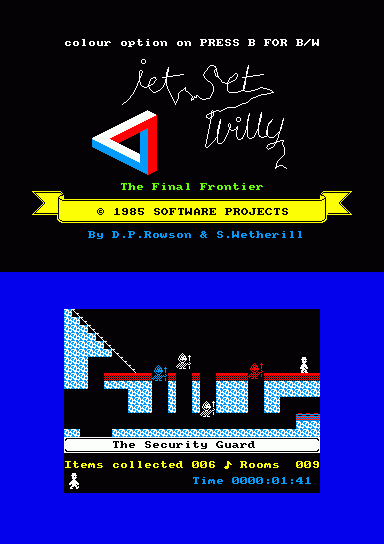 colour option on PRESS B FOR B/W
jet Set
Willy
2
The Final Frontier
© 1985 SOFTWARE PROJECTS
By D.P.Rowson & S.Wetherill
The Security Guard
Items collected 006 ♪ Rooms 009
Time 0000:01:41